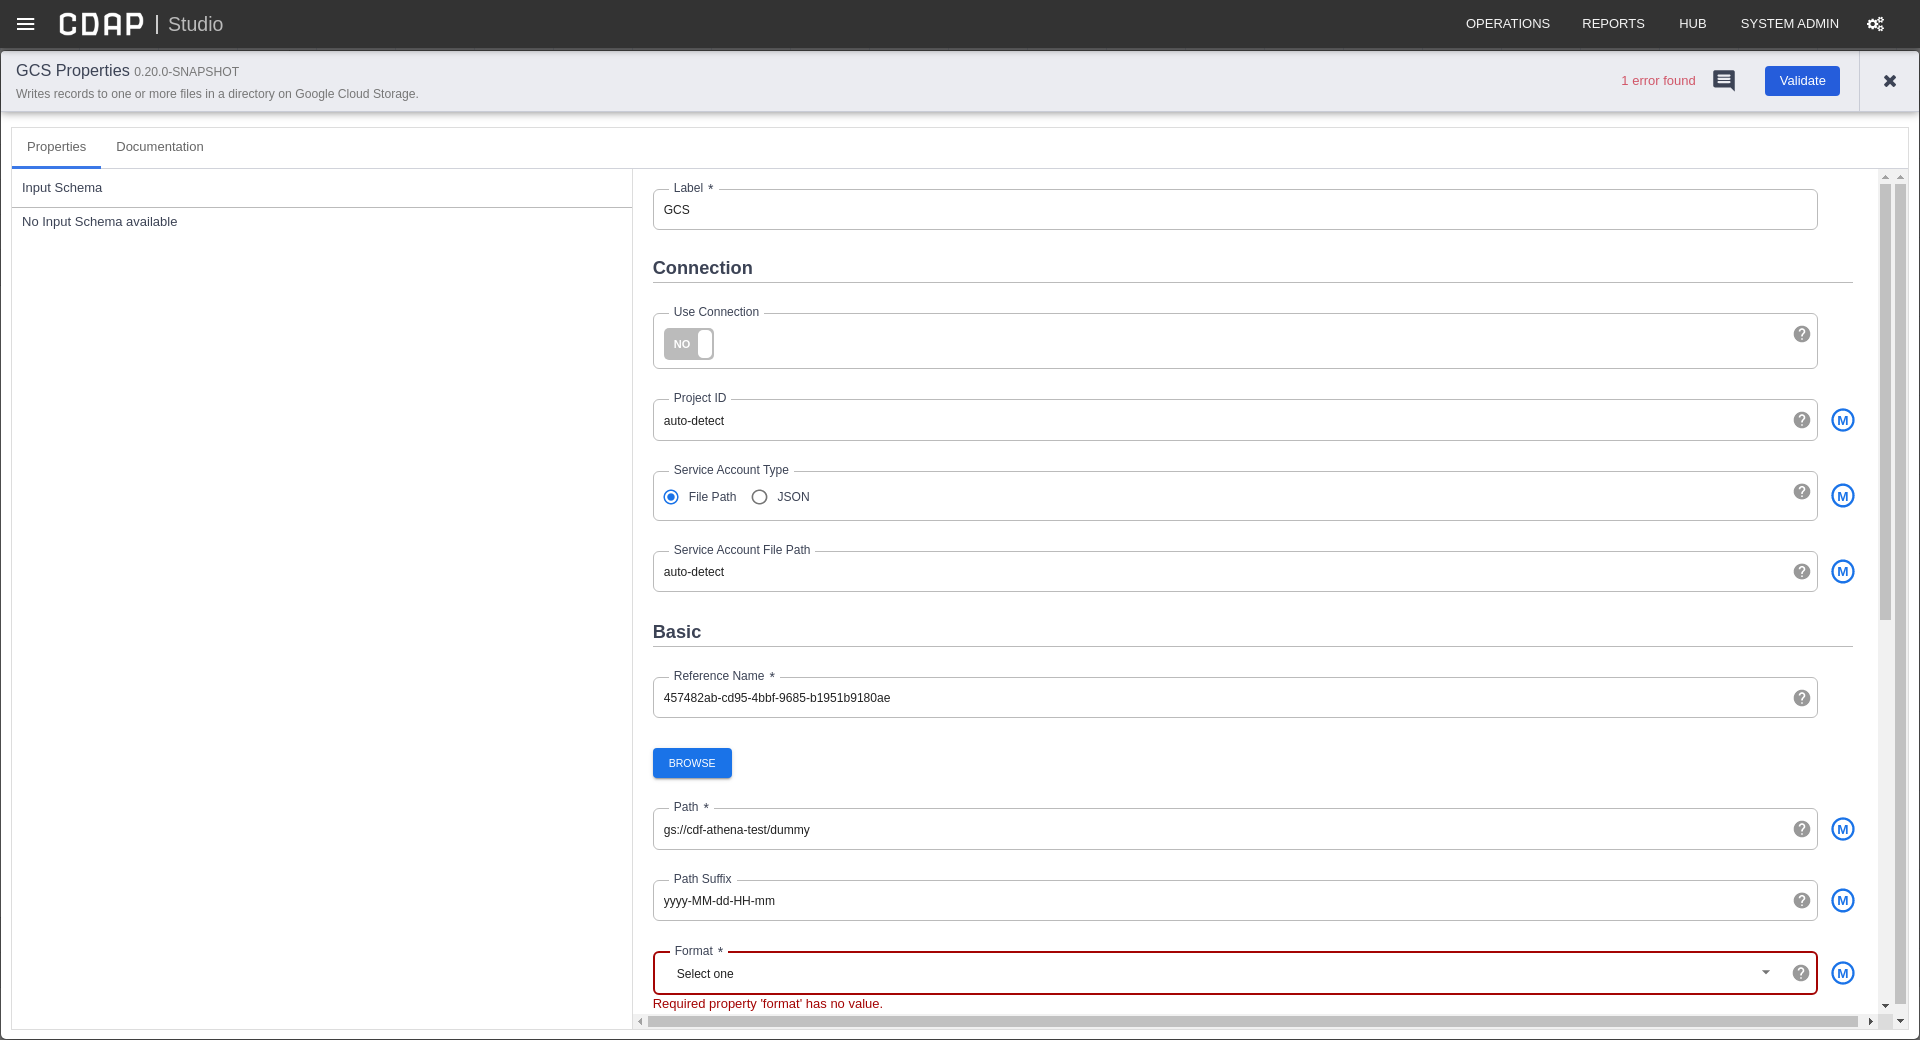 CDAP | Studio
OPERATIONS REPORTS HUB SYSTEM ADMIN
GCS Properties 0.20.0-SNAPSHOT
Writes records to one or more files in a directory on Google Cloud Storage.
1 error found
Validate
Properties Documentation
Input Schema
No Input Schema available
Label *
GCS
Connection
Use Connection
NO
Project ID
auto-detect
M
Service Account Type
File Path JSON
M
Service Account File Path
auto-detect
M
Basic
Reference Name *
457482ab-cd95-4bbf-9685-b1951b9180ae
BROWSE
Path *
gs://cdf-athena-test/dummy
M
Path Suffix
yyyy-MM-dd-HH-mm
M
Format *
Select one
M
Required property 'format' has no value.